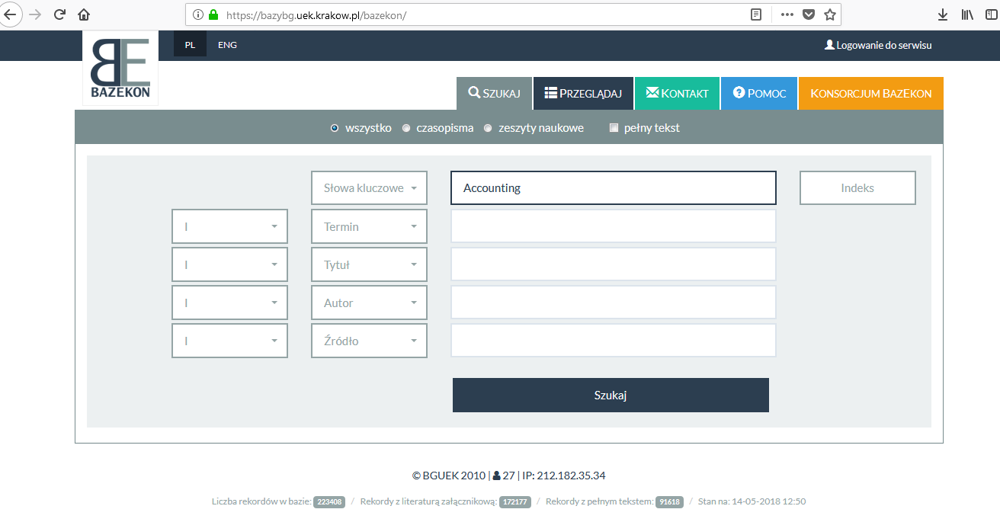 https://bazybg.uek.krakow.pl/bazekon/
PL ENG Logowanie do serwisu
BE
BAZEKON
SZUKAJ PRZEGLĄDAJ KONTAKT POMOC KONSORCJUM BAZEKON
wszystko czasopisma zeszyty naukowe pełny tekst
Słowa kluczowe Accounting Indeks
I Termin
I Tytuł
I Autor
I Źródło
Szukaj
© BGUEK 2010 | 27 | IP: 212.182.35.34
Liczba rekordów w bazie: 223408 / Rekordy z literaturą załącznikową: 172177 / Rekordy z pełnym tekstem: 91618 / Stan na: 14-05-2018 12:50